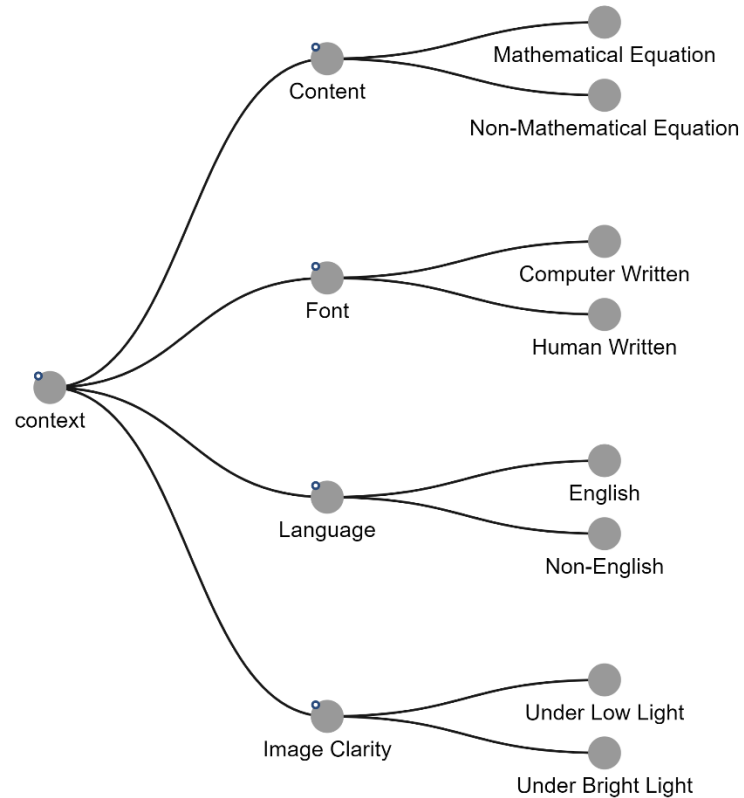 Mathematical Equation
Content
Non-Mathematical Equation
Computer Written
Font
Human Written
context
English
Language
Non-English
Under Low Light
Image Clarity
Under Bright Light